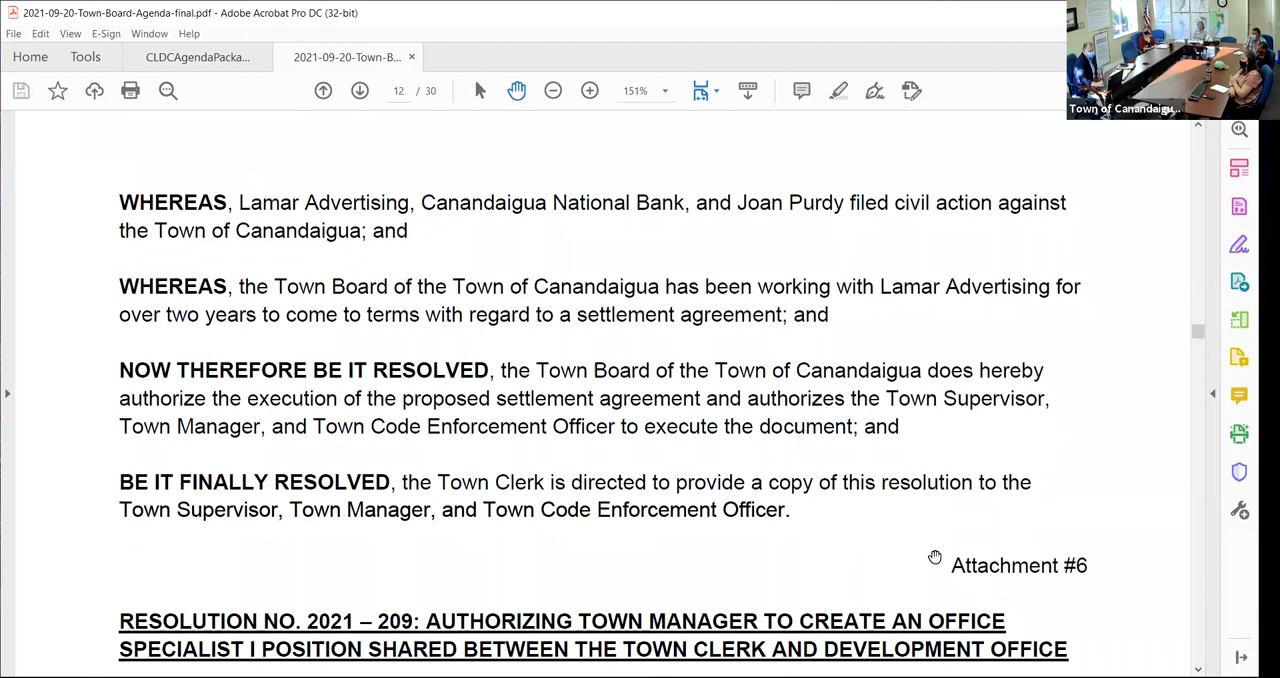 2021-09-20-Town-Board-Agenda-final.pdf - Adobe Acrobat Pro DC (32-bit)
File Edit View E-Sign Window Help
Home Tools CLDCAgendaPacka... 2021-09-20-Town-B... ×
12 / 30 151%
Town of Canandaigu...
WHEREAS, Lamar Advertising, Canandaigua National Bank, and Joan Purdy filed civil action against
the Town of Canandaigua; and
WHEREAS, the Town Board of the Town of Canandaigua has been working with Lamar Advertising for
over two years to come to terms with regard to a settlement agreement; and
NOW THEREFORE BE IT RESOLVED, the Town Board of the Town of Canandaigua does hereby
authorize the execution of the proposed settlement agreement and authorizes the Town Supervisor,
Town Manager, and Town Code Enforcement Officer to execute the document; and
BE IT FINALLY RESOLVED, the Town Clerk is directed to provide a copy of this resolution to the
Town Supervisor, Town Manager, and Town Code Enforcement Officer.
Attachment #6
RESOLUTION NO. 2021 – 209: AUTHORIZING TOWN MANAGER TO CREATE AN OFFICE
SPECIALIST I POSITION SHARED BETWEEN THE TOWN CLERK AND DEVELOPMENT OFFICE